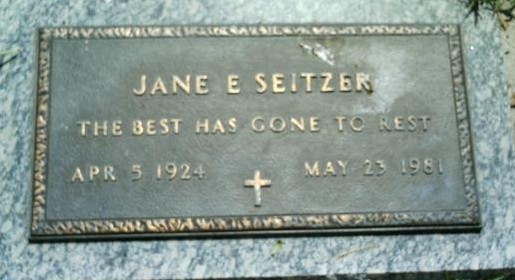 JANE E SEITZER
THE BEST HAS GONE TO REST
APR 5 1924 MAY 23 1981